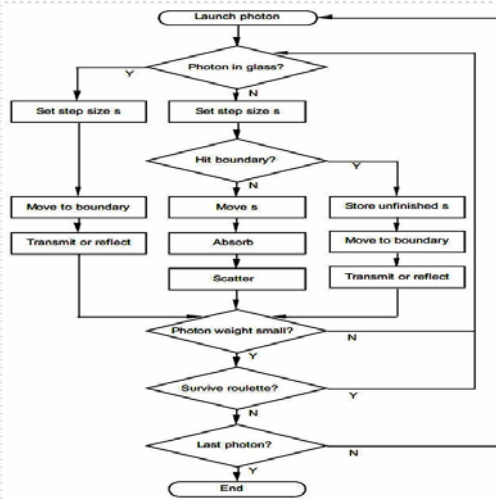 Launch photon
Photon in glass?
Y
N
Set step size s
Set step size s
Hit boundary?
Y
N
Move to boundary
Move s
Store unfinished s
Transmit or reflect
Absorb
Move to boundary
Scatter
Transmit or reflect
Photon weight small?
N
Y
Survive roulette?
Y
N
Last photon?
N
Y
End